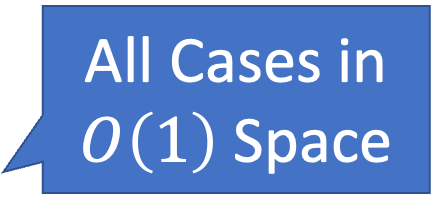 All Cases in
O(1) Space